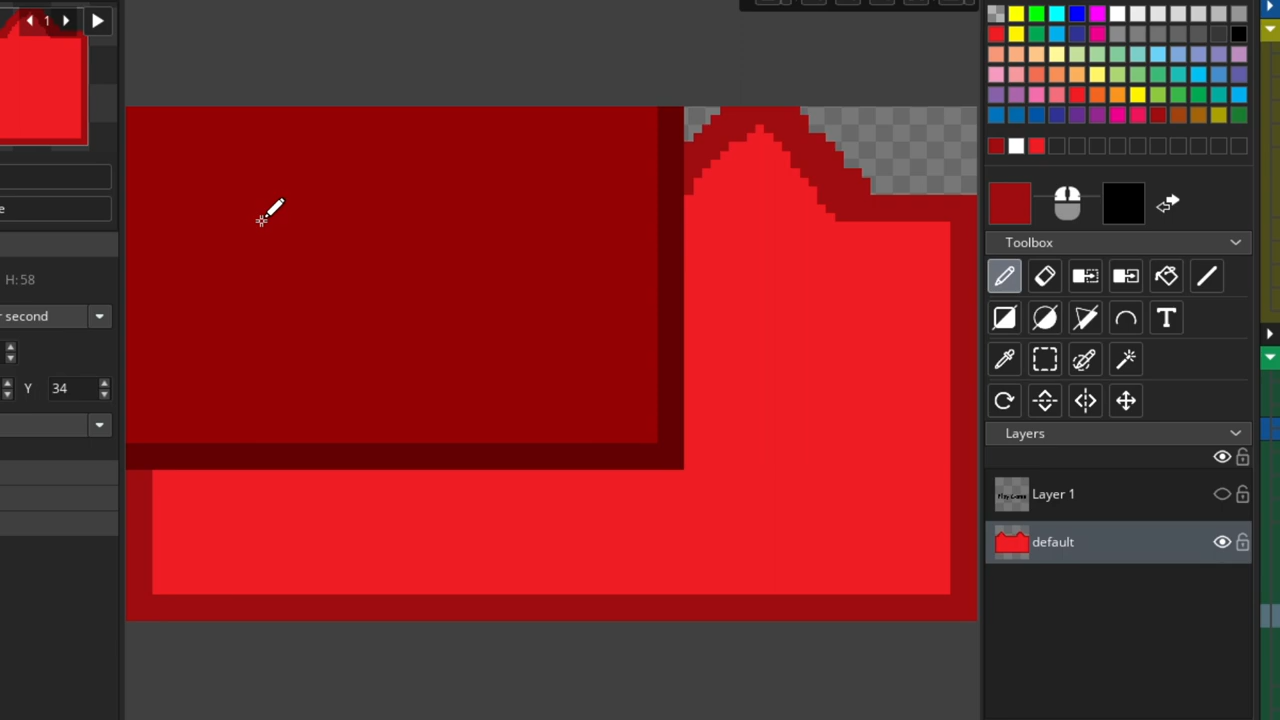 1
e
H: 58
r second
Y 34
Toolbox
T
Layers
Layer 1
default